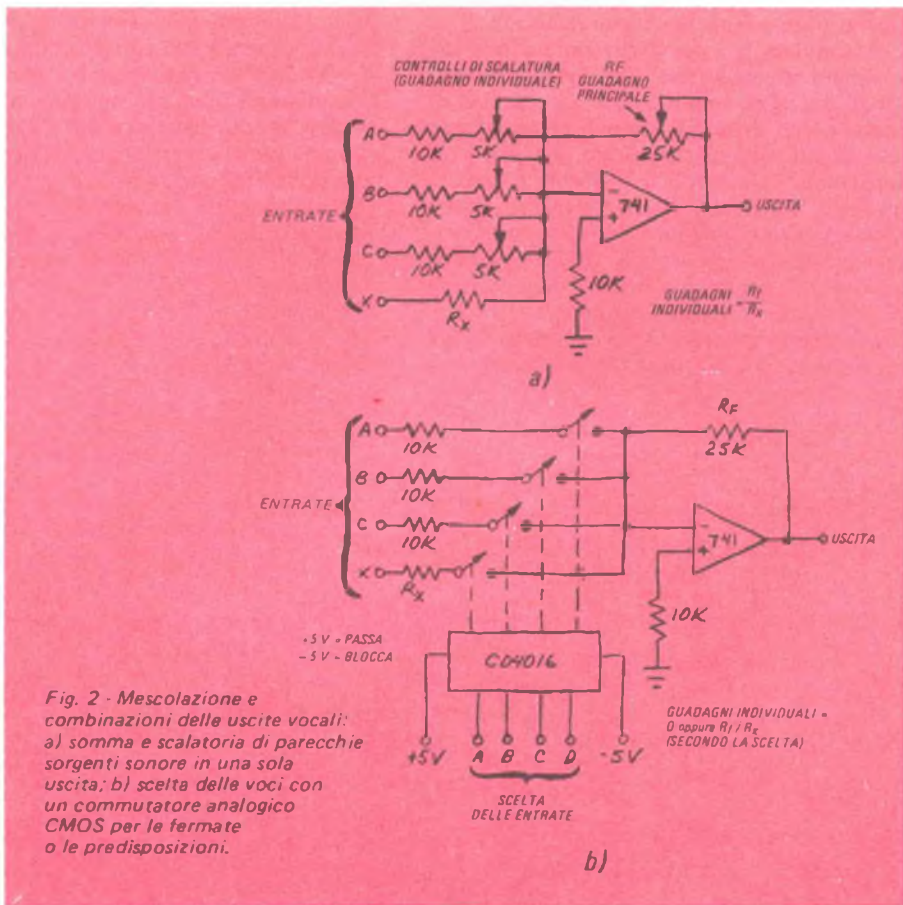 CONTROLLI DI SCALATURA
(GUADAGNO INDIVIDUALE)
RF
GUADAGNO
PRINCIPALE
A
10K
5K
25K
B
10K
5K
ENTRATE
-
741
+
USCITA
C
10K
5K
10K
X
RX
GUADAGNI
INDIVIDUALI = Rf / Rx
a)
A
10K
RF
25K
B
10K
ENTRATE
C
10K
-
741
+
USCITA
X
RX
10K
+5 V = PASSA
-5 V = BLOCCA
CD4016
+5V
A B C D
-5V
SCELTA
DELLE ENTRATE
GUADAGNI INDIVIDUALI =
0 oppure Rf / Rx
(SECONDO LA SCELTA)
Fig. 2 - Mescolazione e
combinazioni delle uscite vocali:
a) somma e scalatoria di parecchie
sorgenti sonore in una sola
uscita; b) scelta delle voci con
un commutatore analogico
CMOS per le fermate
o le predisposizioni.
b)